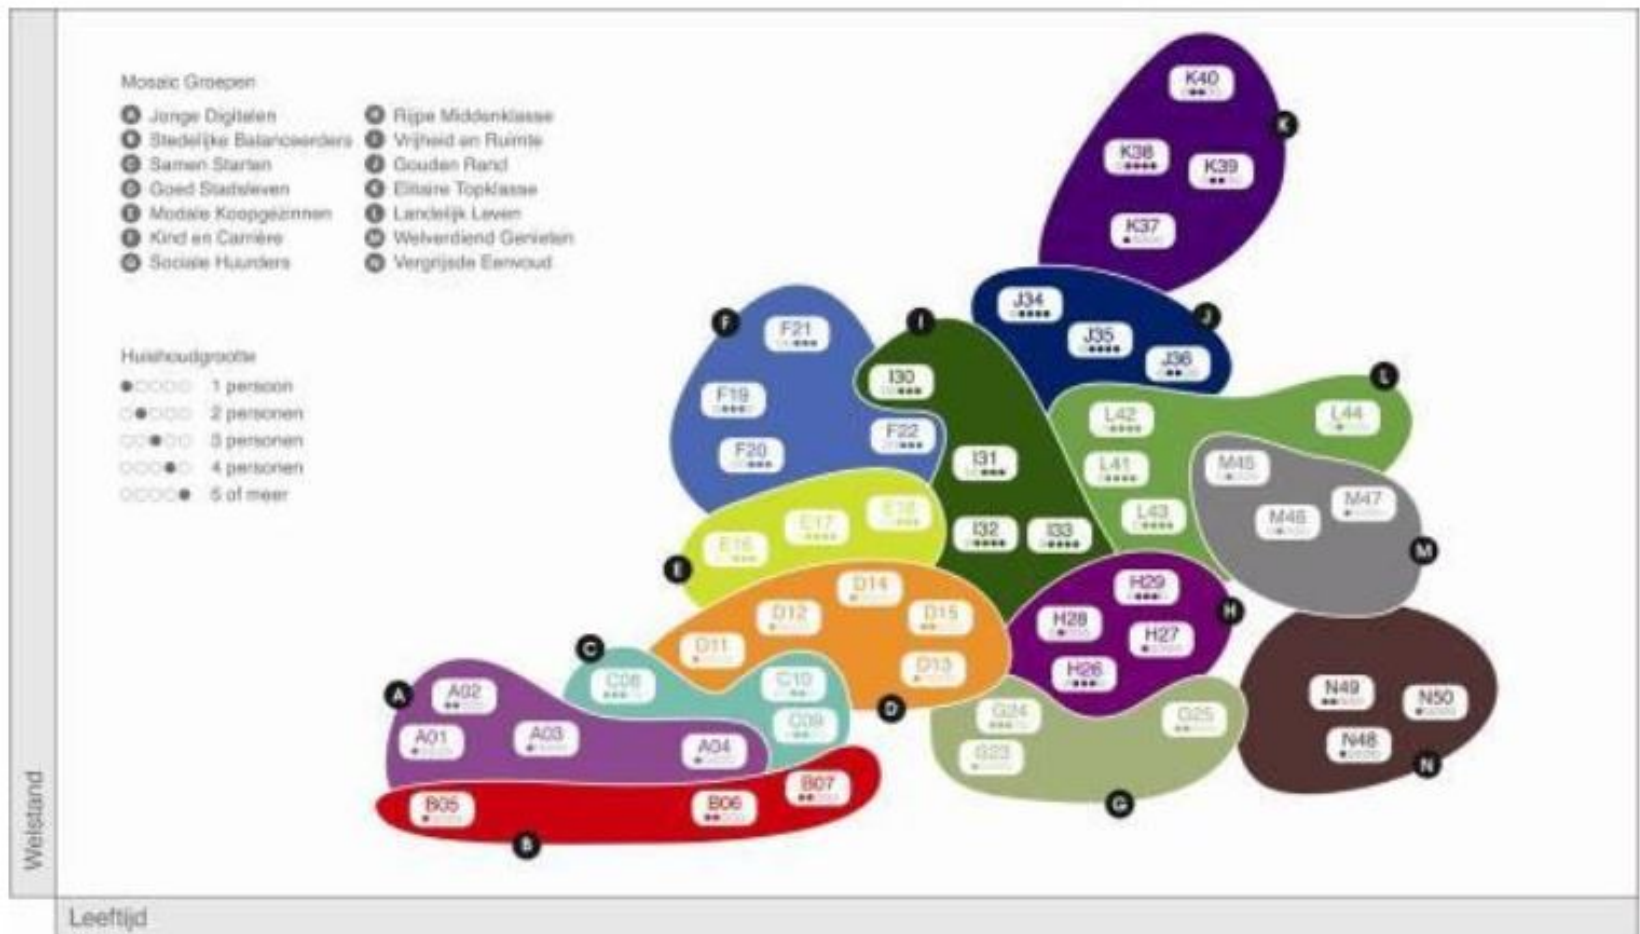 Mosaic Groepen
A Jonge Digitalen
B Stedelijke Balanceerders
C Samen Starten
D Goed Stadsleven
E Modale Koopgezinnen
F Kind en Carrière
G Sociale Huurders
H Rijpe Middenklasse
I Vrijheid en Ruimte
J Gouden Rand
K Elitaire Topklasse
L Landelijk Leven
M Welverdiend Genieten
N Vergrijsde Eenvoud
Huishoudgrootte
1 persoon
2 personen
3 personen
4 personen
5 of meer
K40
K38
K39
K
K37
J34
J35
J36
J
F
F21
F19
F20
F22
I
I30
I31
I32
I33
L
L42
L44
L41
L43
M45
M46
M47
M
E
E16
E17
E18
D14
D12
D15
D11
D13
D
H29
H28
H27
H26
H
C
C08
C10
C09
A
A02
A01
A03
A04
G24
G25
G23
G
N49
N50
N48
N
B05
B06
B07
B
Welstand
Leeftijd